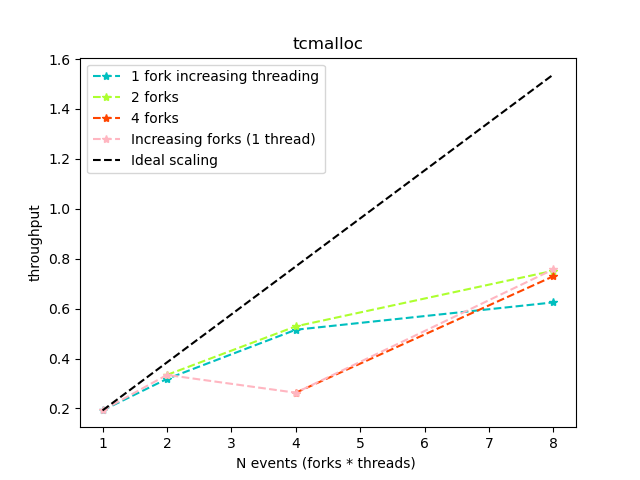 tcmalloc
1.6
1.4
1.2
1.0
0.8
0.6
0.4
0.2
throughput
1 fork increasing threading
2 forks
4 forks
Increasing forks (1 thread)
Ideal scaling
1 2 3 4 5 6 7 8
N events (forks * threads)